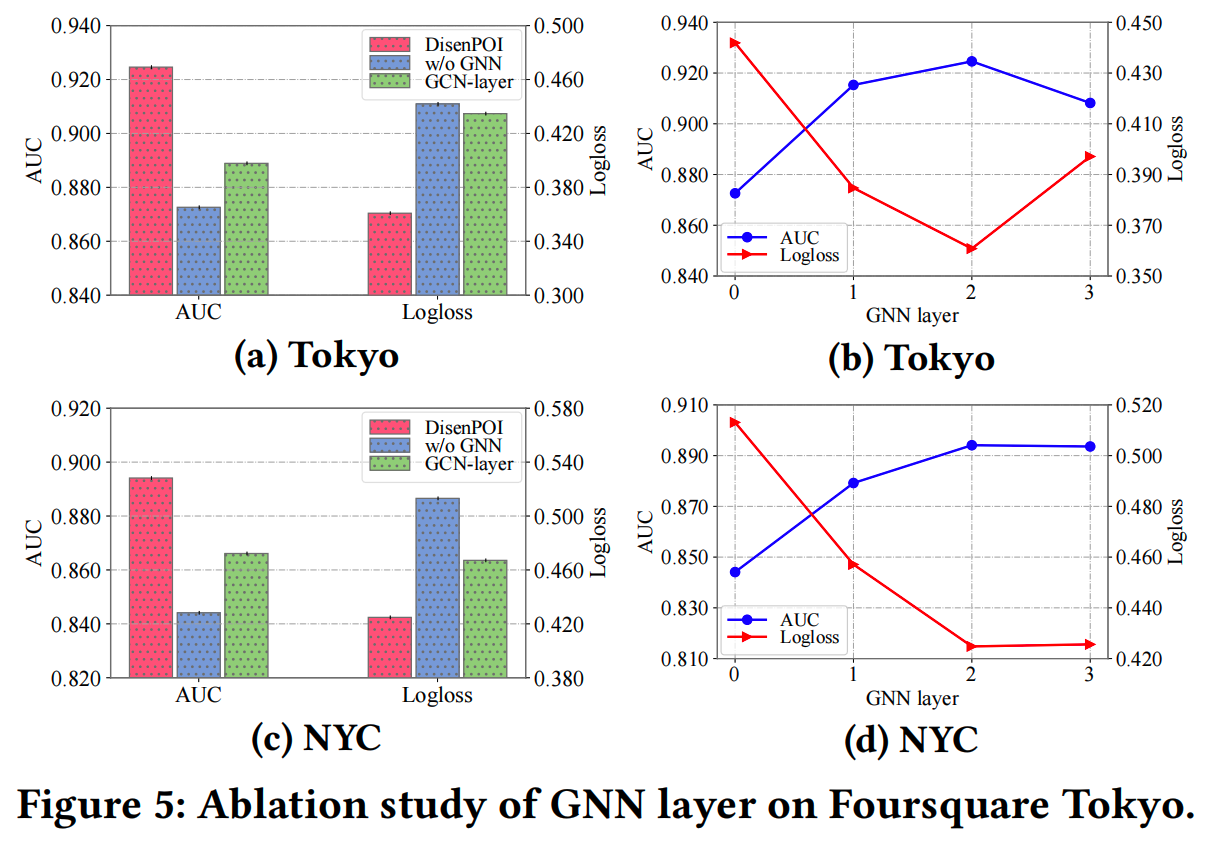 0.940
0.920
0.900
0.880
0.860
0.840
AUC
0.500
0.460
0.420
0.380
0.340
0.300
Logloss
DisenPOI
w/o GNN
GCN-layer
AUC
Logloss
(a) Tokyo
0.940
0.920
0.900
0.880
0.860
0.840
AUC
0.450
0.430
0.410
0.390
0.370
0.350
Logloss
AUC
Logloss
0 1 2 3
GNN layer
(b) Tokyo
0.920
0.900
0.880
0.860
0.840
0.820
AUC
0.580
0.540
0.500
0.460
0.420
0.380
Logloss
DisenPOI
w/o GNN
GCN-layer
AUC
Logloss
(c) NYC
0.910
0.890
0.870
0.850
0.830
0.810
AUC
0.520
0.500
0.480
0.460
0.440
0.420
Logloss
AUC
Logloss
0 1 2 3
GNN layer
(d) NYC
Figure 5: Ablation study of GNN layer on Foursquare Tokyo.